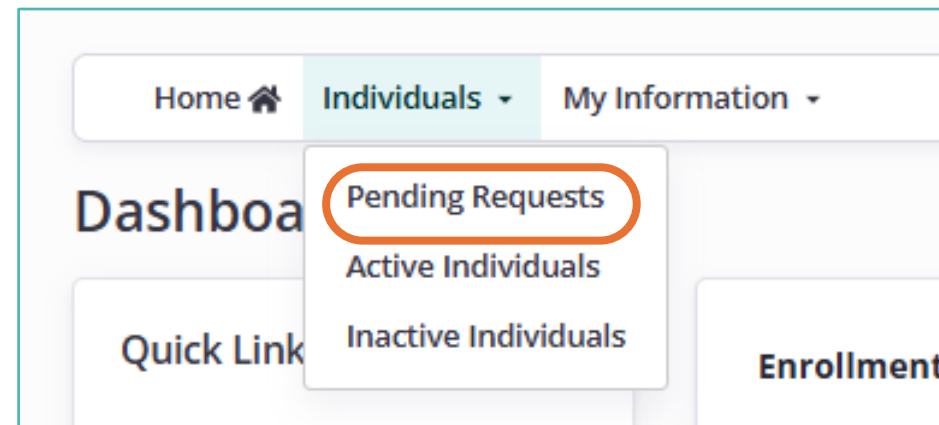 Home Individuals My Information
Pending Requests
Dashboa
Active Individuals
Inactive Individuals
Quick Link
Enrollment